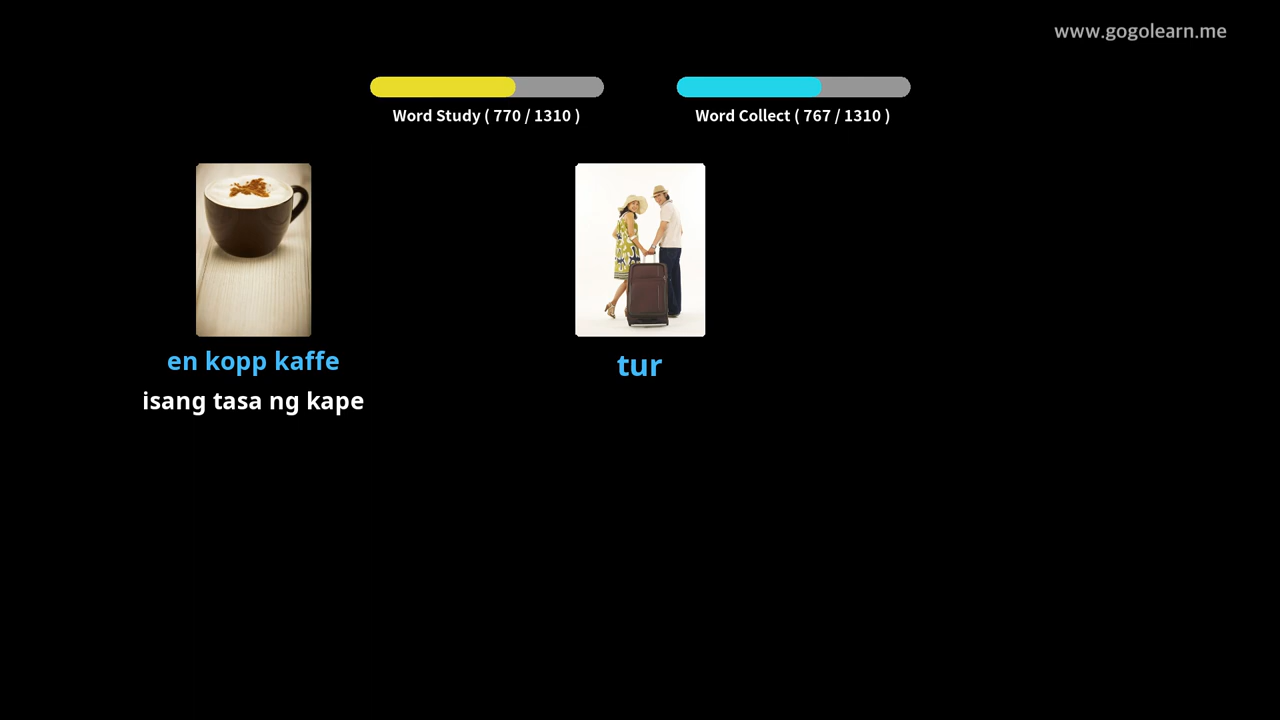 www.gogolearn.me
Word Study ( 770 / 1310 )
Word Collect ( 767 / 1310 )
en kopp kaffe
isang tasa ng kape
tur